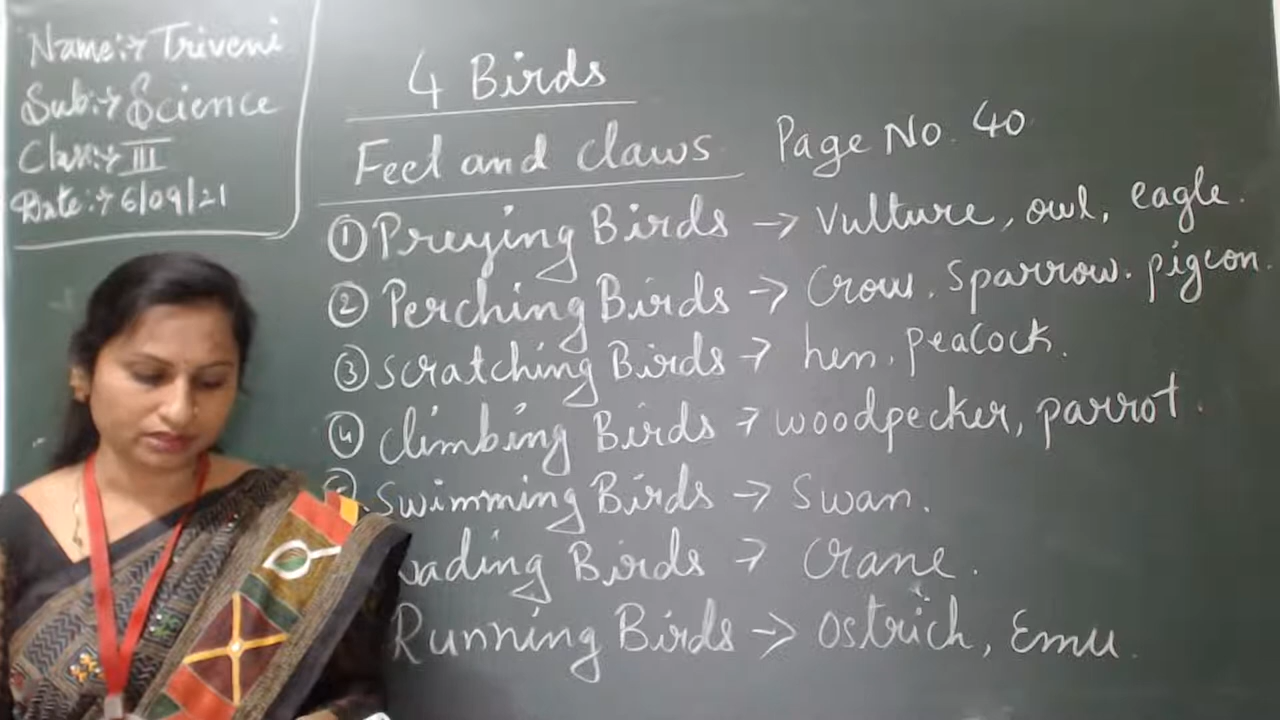 Name:→ Triveni
Sub:→ Science
Class:→ III
Date:→ 6/09/21
4 Birds
Feet and claws Page No. 40
① Preying Birds → Vulture, owl, eagle.
② Perching Birds → Crow, Sparrow. pigeon.
③ Scratching Birds → hen, peacock.
④ Climbing Birds → woodpecker, parrot.
Swimming Birds → Swan.
wading Birds → Crane.
Running Birds → Ostrich, Emu.